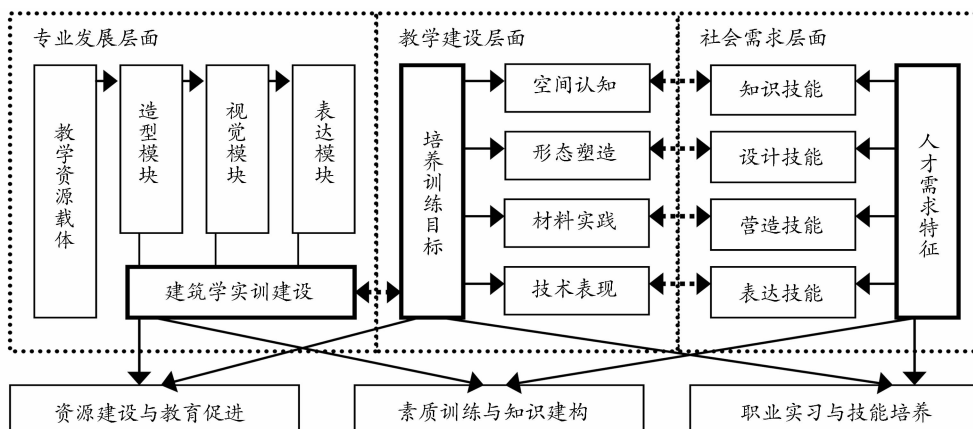 专业发展层面
教学建设层面
社会需求层面
教学资源载体
造型模块
视觉模块
表达模块
建筑学实训建设
培养训练目标
空间认知
形态塑造
材料实践
技术表现
知识技能
设计技能
营造技能
表达技能
人才需求特征
资源建设与教育促进
素质训练与知识建构
职业实习与技能培养